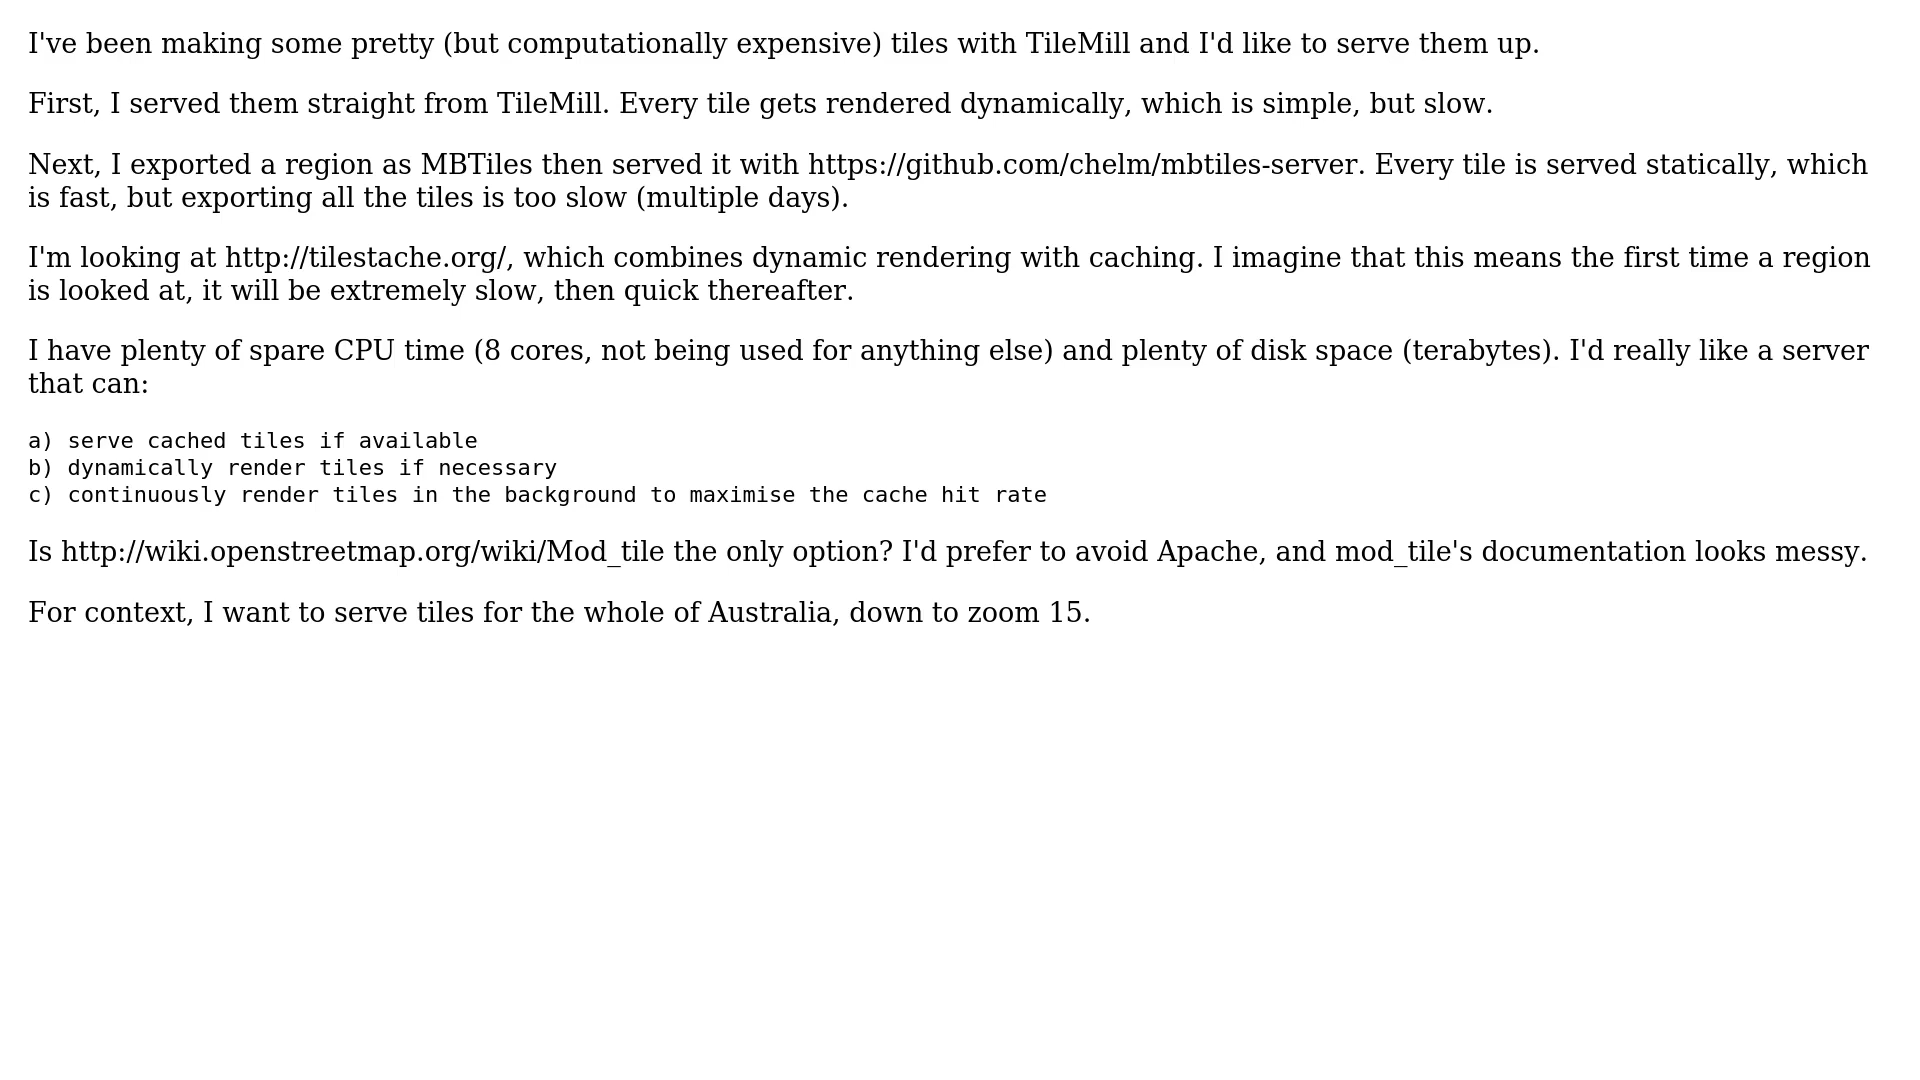 I've been making some pretty (but computationally expensive) tiles with TileMill and I'd like to serve them up.
First, I served them straight from TileMill. Every tile gets rendered dynamically, which is simple, but slow.
Next, I exported a region as MBTiles then served it with https://github.com/chelm/mbtiles-server. Every tile is served statically, which
is fast, but exporting all the tiles is too slow (multiple days).
I'm looking at http://tilestache.org/, which combines dynamic rendering with caching. I imagine that this means the first time a region
is looked at, it will be extremely slow, then quick thereafter.
I have plenty of spare CPU time (8 cores, not being used for anything else) and plenty of disk space (terabytes). I'd really like a server
that can:
a) serve cached tiles if available
b) dynamically render tiles if necessary
c) continuously render tiles in the background to maximise the cache hit rate
Is http://wiki.openstreetmap.org/wiki/Mod_tile the only option? I'd prefer to avoid Apache, and mod_tile's documentation looks messy.
For context, I want to serve tiles for the whole of Australia, down to zoom 15.